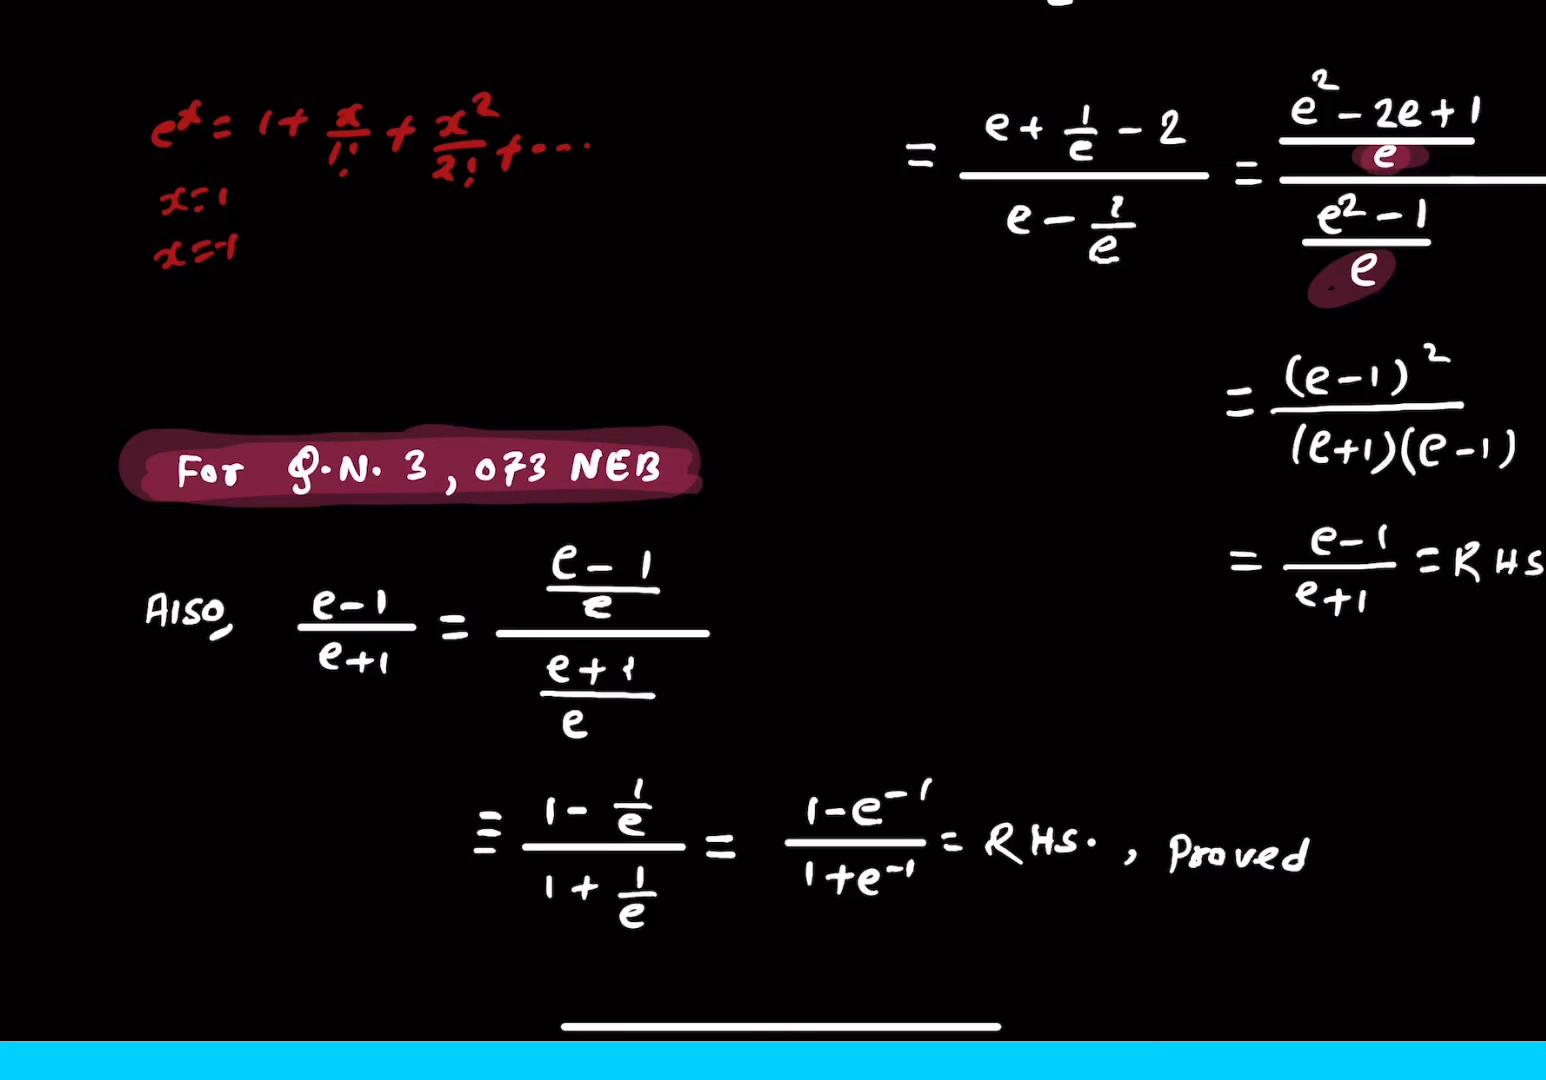 e^x = 1 + x/1! + x^2/2! + ...
x=1
x=-1
= (e + 1/e - 2)/(e - 1/e) = ((e^2 - 2e + 1)/e)/((e^2 - 1)/e)
= (e-1)^2/((e+1)(e-1))
= (e-1)/(e+1) = RHS
For Q.N. 3, 073 NEB
Also, (e-1)/(e+1) = ((e-1)/e)/((e+1)/e)
= (1 - 1/e)/(1 + 1/e) = (1-e^-1)/(1+e^-1) = RHS. , Proved